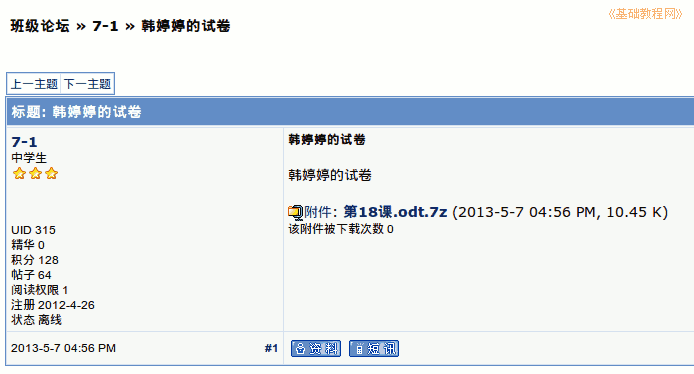 《基础教程网》
班级论坛 » 7-1 » 韩婷婷的试卷
上一主题 下一主题
标题: 韩婷婷的试卷
7-1
中学生
UID 315
精华 0
积分 128
帖子 64
阅读权限 1
注册 2012-4-26
状态 离线
韩婷婷的试卷
韩婷婷的试卷
附件: 第18课.odt.7z (2013-5-7 04:56 PM, 10.45 K)
该附件被下载次数 0
2013-5-7 04:56 PM #1 资料 短讯